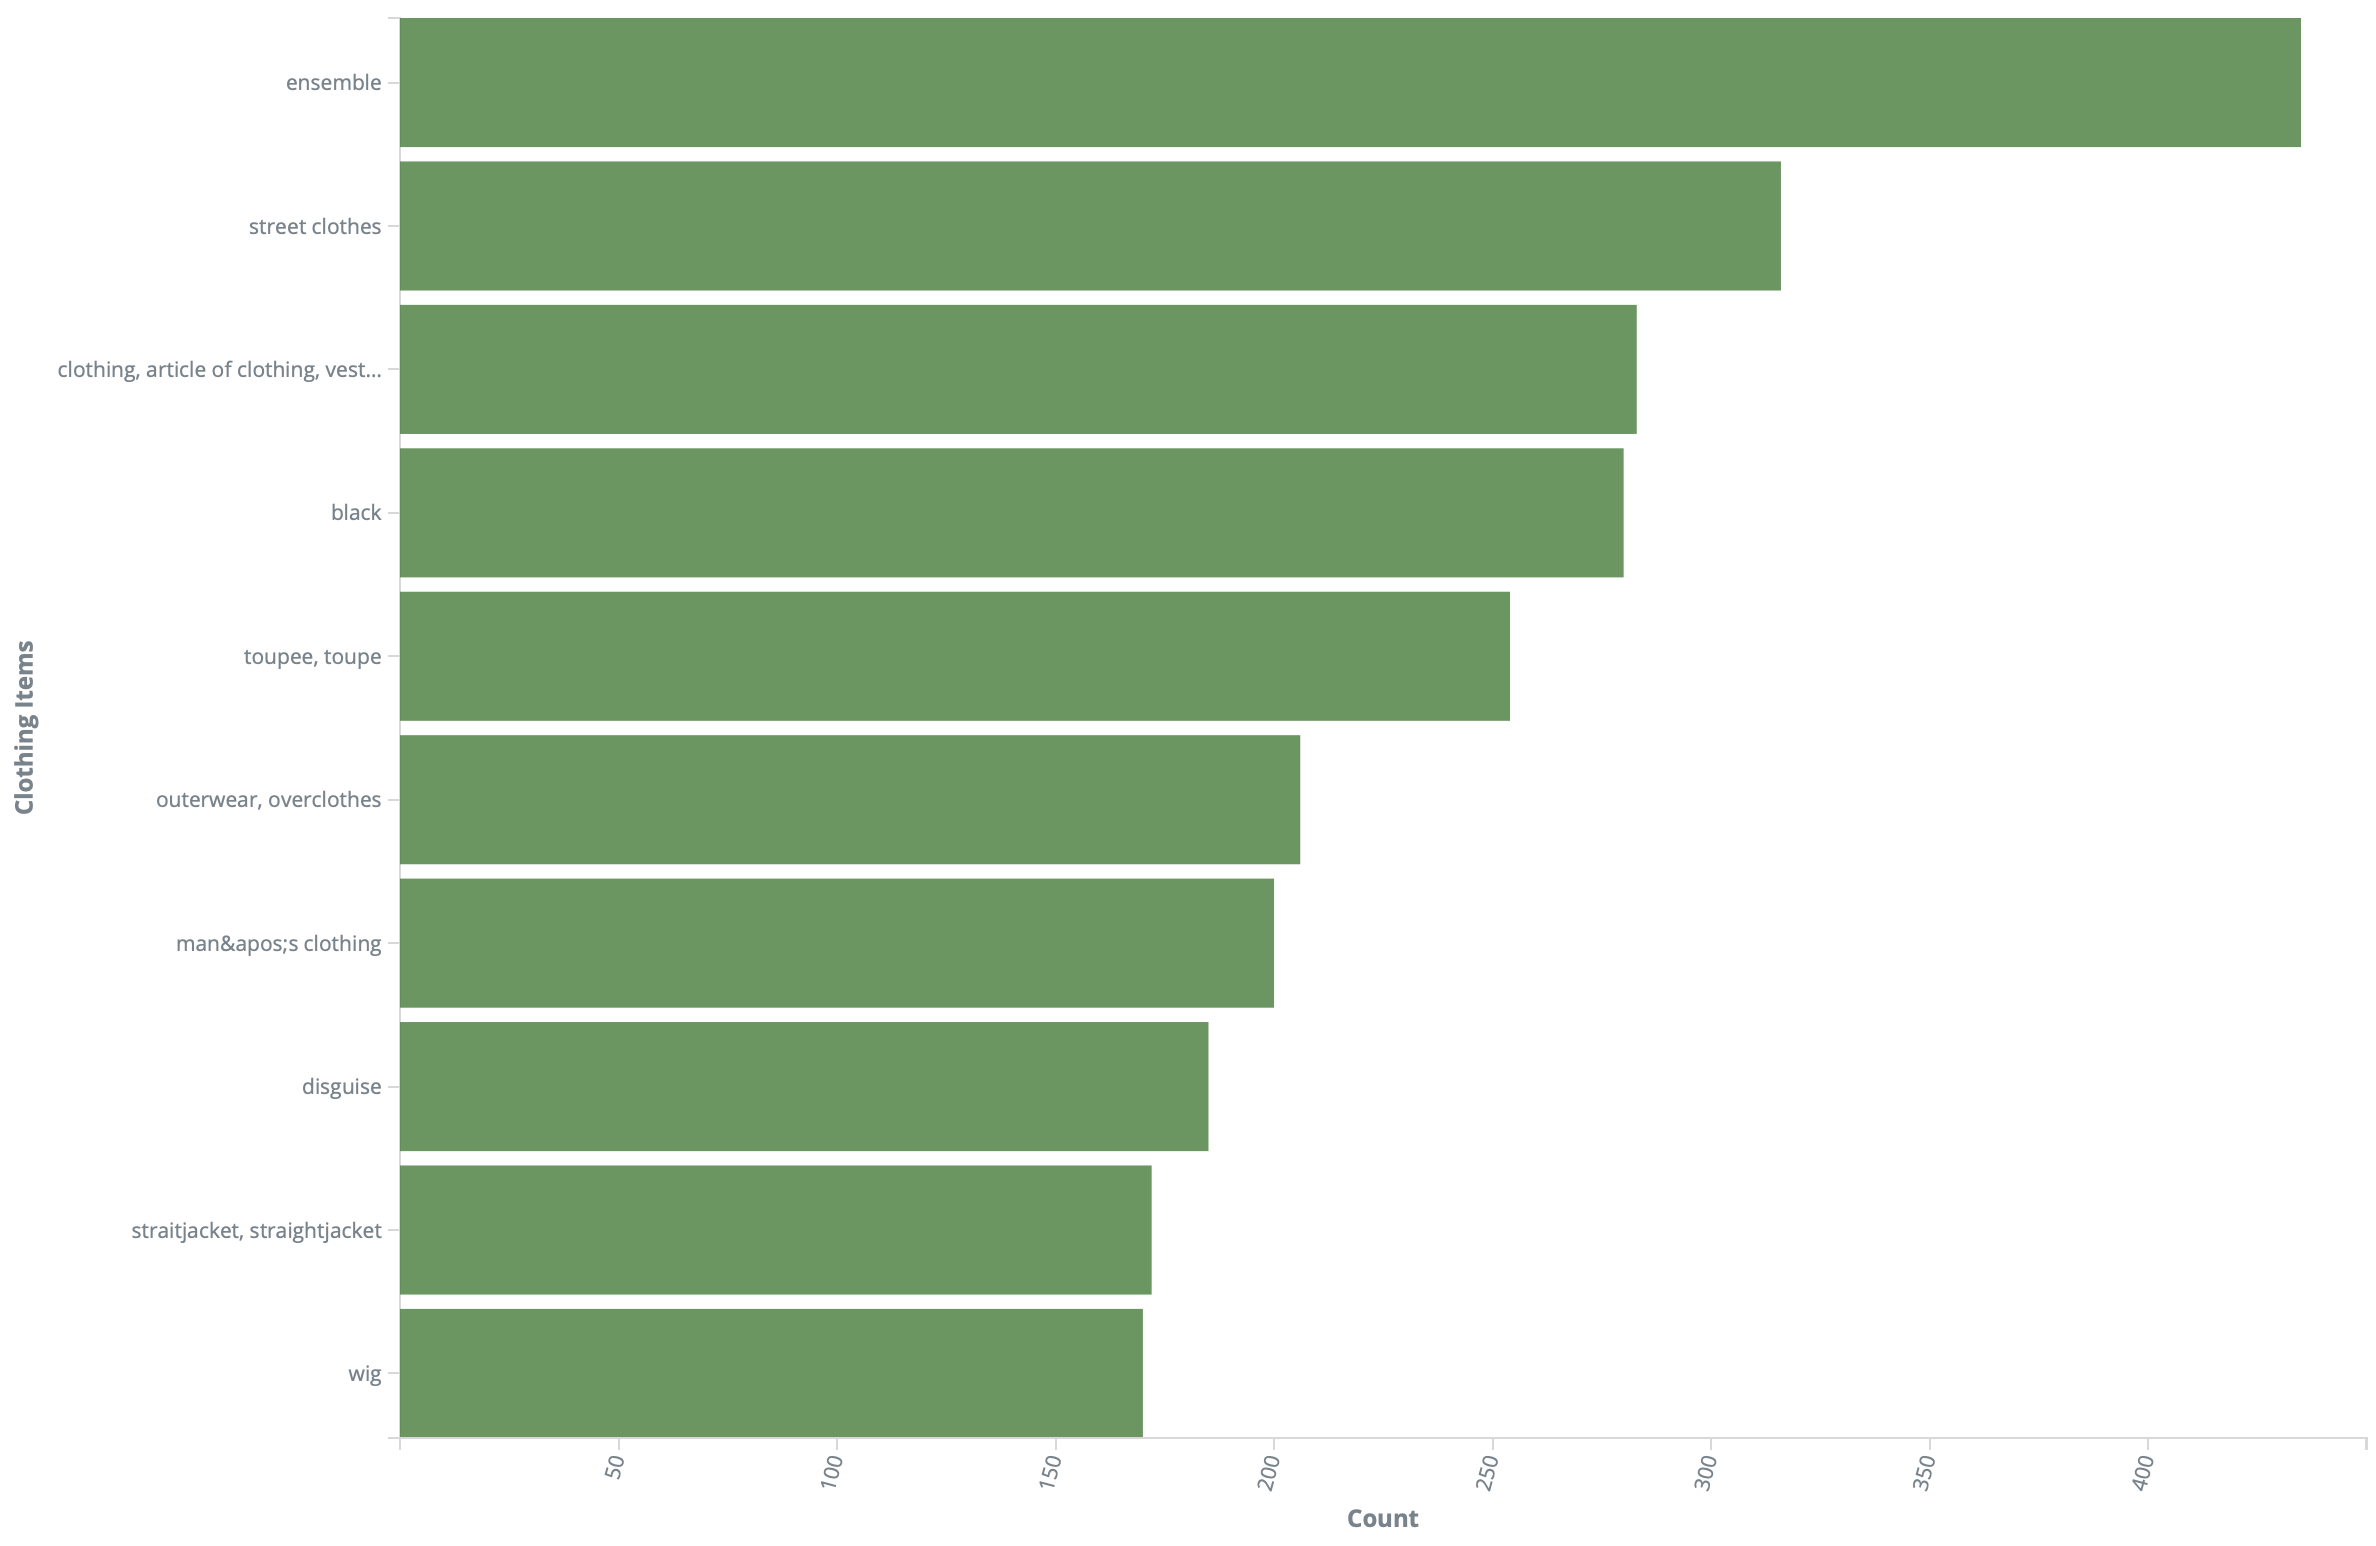 ensemble
street clothes
clothing, article of clothing, vest...
black
toupee, toupe
outerwear, overclothes
man&apos;s clothing
disguise
straitjacket, straightjacket
wig
Clothing Items
50
100
150
200
250
300
350
400
Count